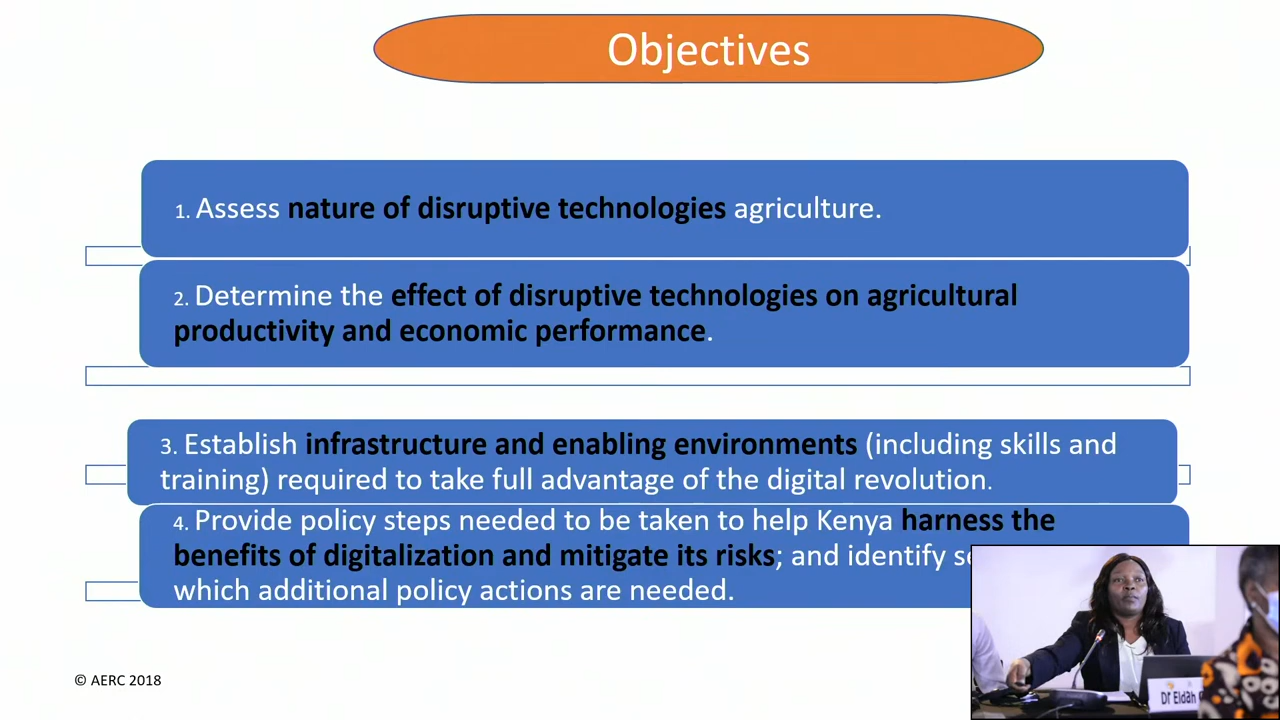 Objectives
1. Assess nature of disruptive technologies agriculture.
2. Determine the effect of disruptive technologies on agricultural
productivity and economic performance.
3. Establish infrastructure and enabling environments (including skills and
training) required to take full advantage of the digital revolution.
4. Provide policy steps needed to be taken to help Kenya harness the
benefits of digitalization and mitigate its risks; and identify
which additional policy actions are needed.
© AERC 2018
Dr Eldah